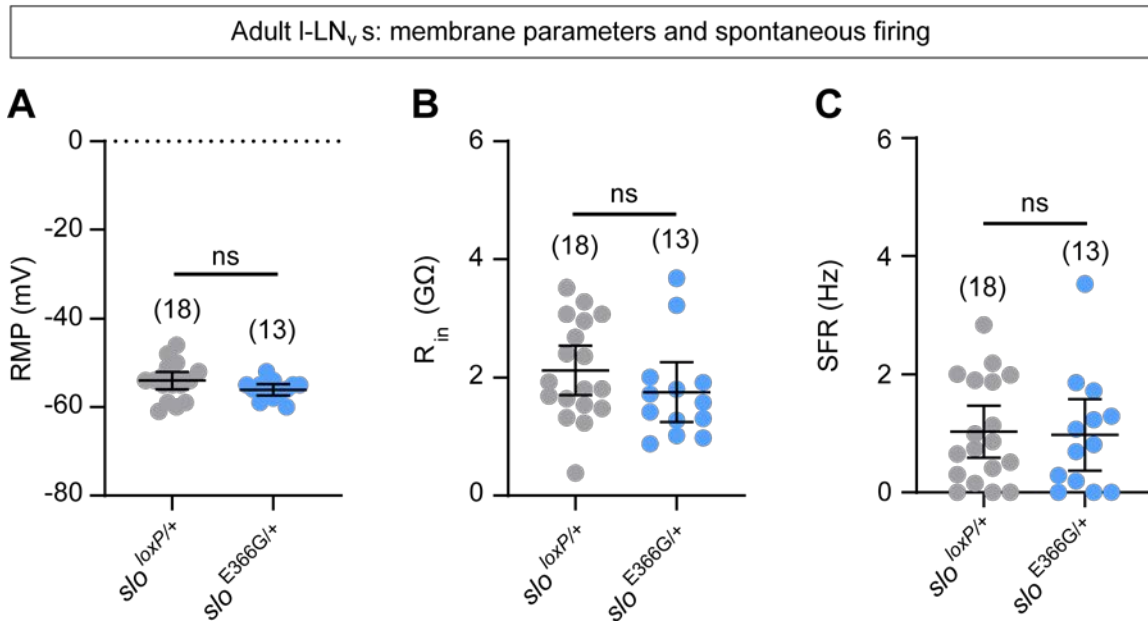 Adult l-LNv s: membrane parameters and spontaneous firing
A
B
C
RMP (mV)
0
-20
-40
-60
-80
ns
(18)
(13)
slo loxP/+
slo E366G/+
Rin (GΩ)
6
4
2
0
ns
(18)
(13)
slo loxP/+
slo E366G/+
SFR (Hz)
6
4
2
0
ns
(18)
(13)
slo loxP/+
slo E366G/+